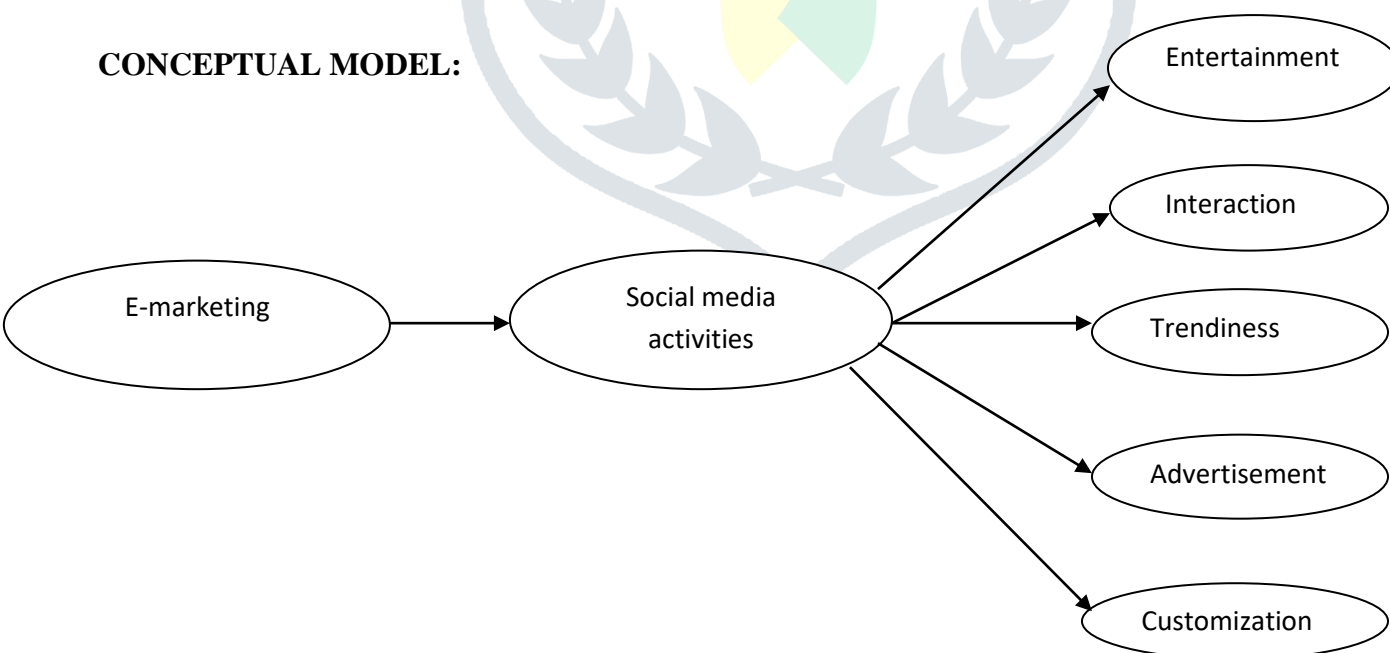 CONCEPTUAL MODEL:
Entertainment
Interaction
E-marketing
Social media
activities
Trendiness
Advertisement
Customization